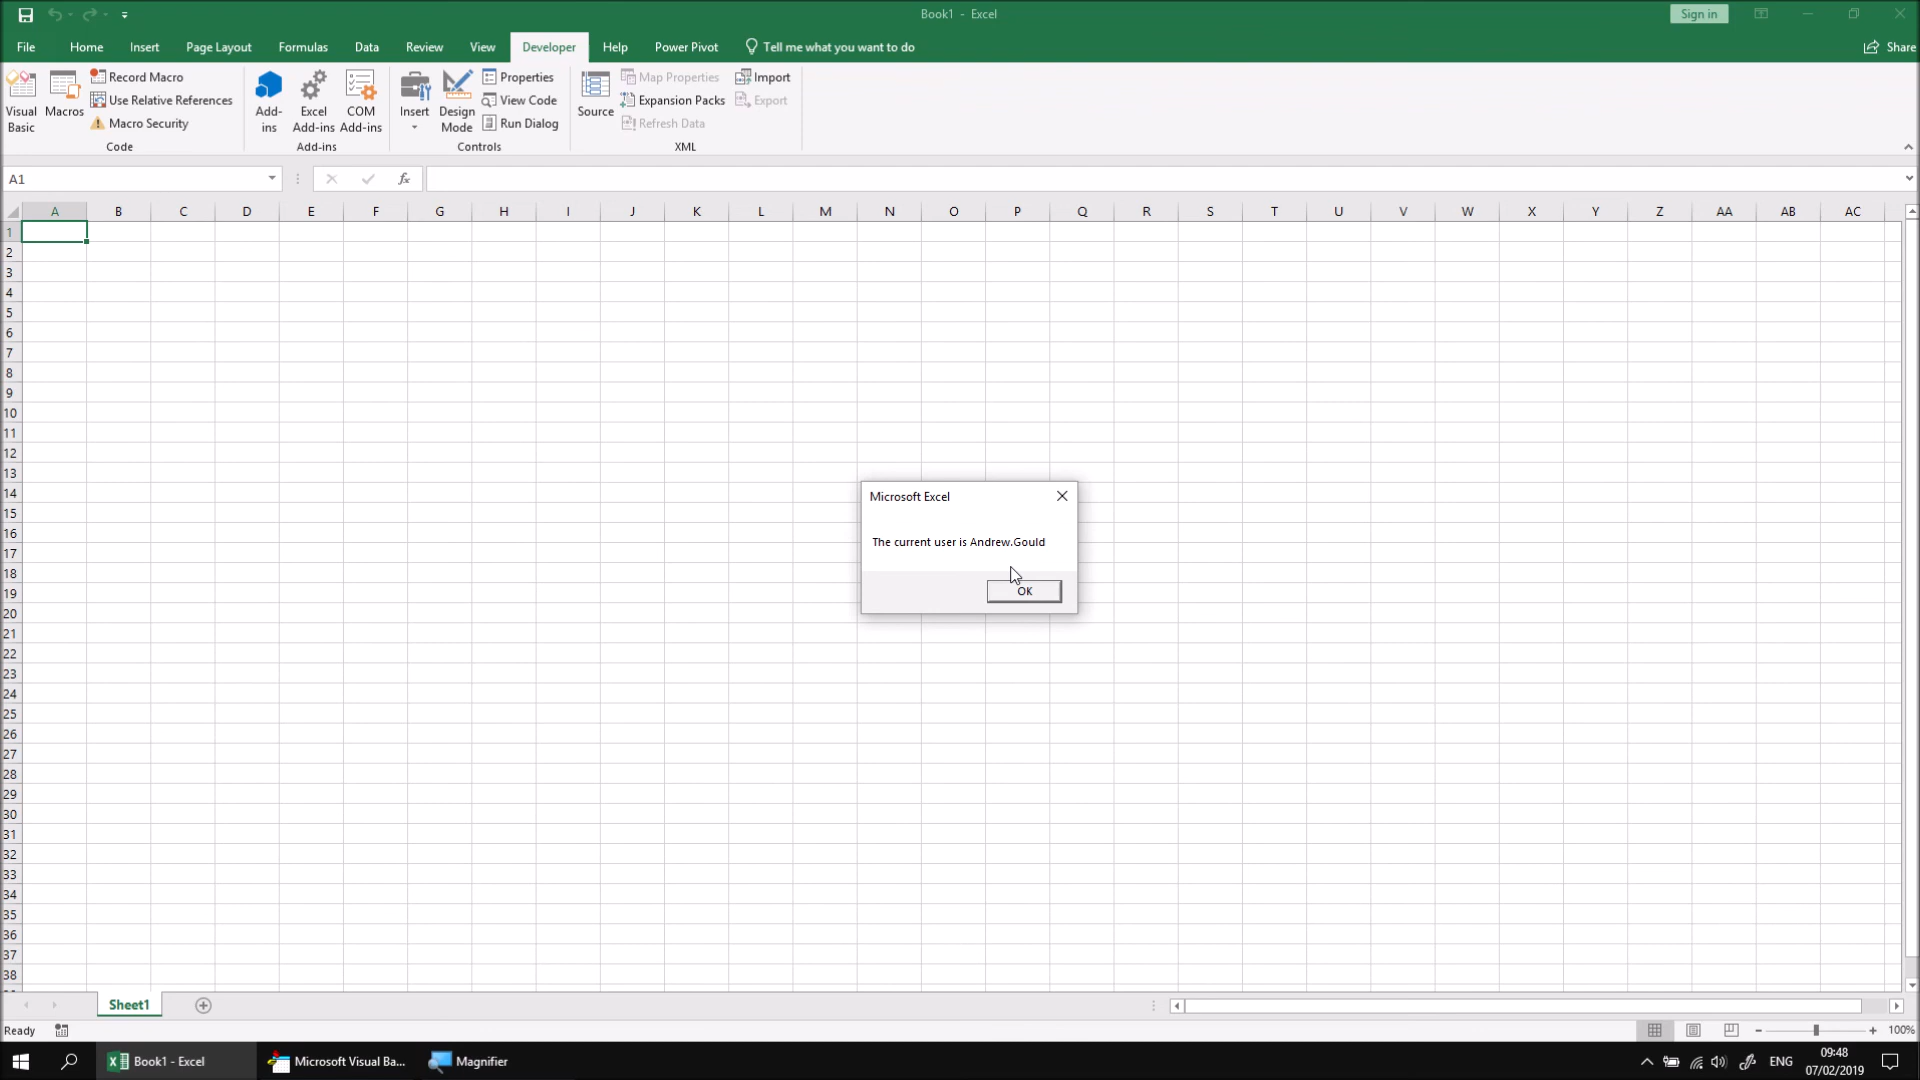 Book1 - Excel
Sign in
File Home Insert Page Layout Formulas Data Review View Developer Help Power Pivot Tell me what you want to do
Share
Visual Basic
Macros
Record Macro
Use Relative References
Macro Security
Code
Add-ins
Excel Add-ins
COM Add-ins
Add-ins
Insert
Design Mode
Properties
View Code
Run Dialog
Controls
Source
Map Properties
Expansion Packs
Refresh Data
Import
Export
XML
A1
fx
A B C D E F G H I J K L M N O P Q R S T U V W X Y Z AA AB AC
1
2
3
4
5
6
7
8
9
10
11
12
13
14
15
16
17
18
19
20
21
22
23
24
25
26
27
28
29
30
31
32
33
34
35
36
37
38
Microsoft Excel
The current user is Andrew.Gould
OK
Sheet1
Ready
100%
Book1 - Excel
Microsoft Visual Ba...
Magnifier
ENG
09:48
07/02/2019